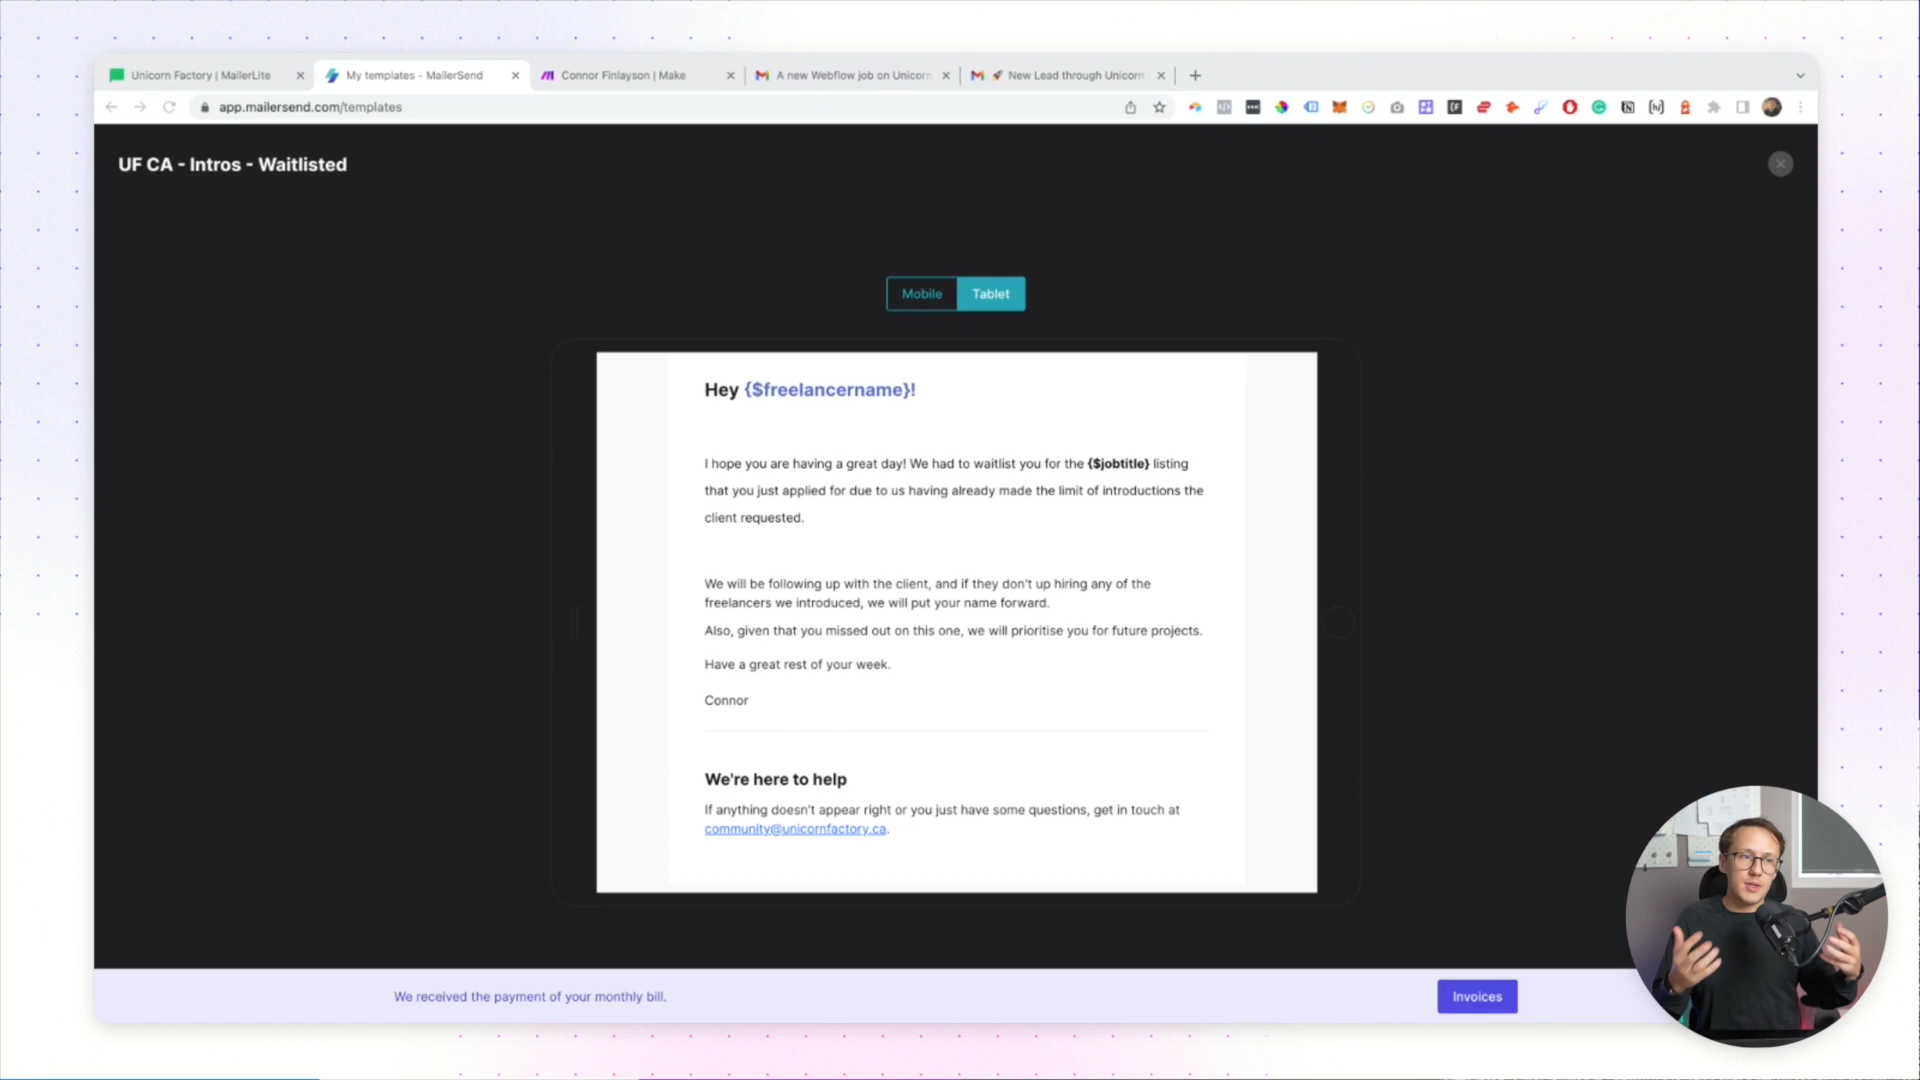 Unicorn Factory | MailerLite
My templates - MailerSend
Connor Finlayson | Make
A new Webflow job on Unicorn
New Lead through Unicorn
app.mailersend.com/templates
UF CA - Intros - Waitlisted
Mobile
Tablet
Hey {$freelancername}!
I hope you are having a great day! We had to waitlist you for the {$jobtitle} listing
that you just applied for due to us having already made the limit of introductions the
client requested.
We will be following up with the client, and if they don't up hiring any of the
freelancers we introduced, we will put your name forward.
Also, given that you missed out on this one, we will prioritise you for future projects.
Have a great rest of your week.
Connor
We're here to help
If anything doesn't appear right or you just have some questions, get in touch at
community@unicornfactory.ca.
We received the payment of your monthly bill.
Invoices